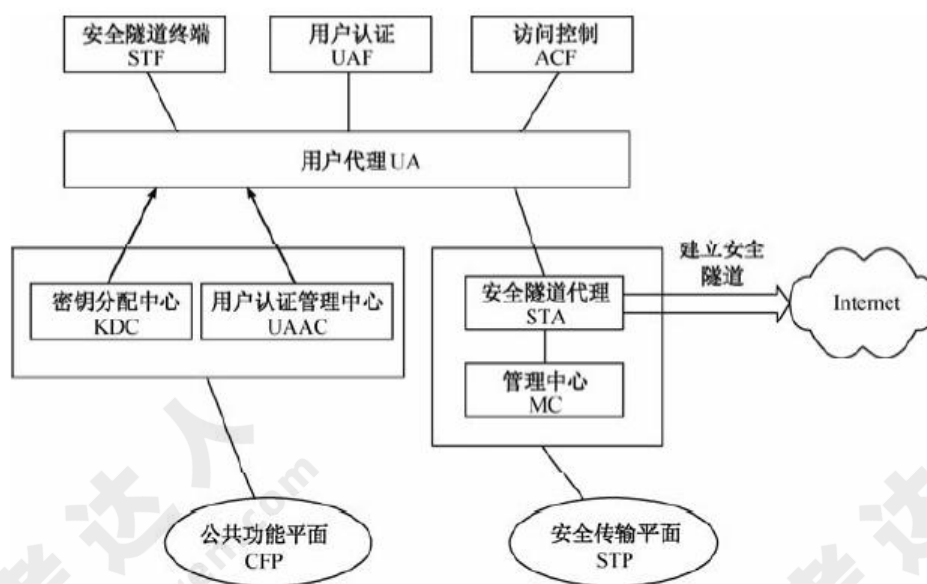 安全隧道终端
STF
用户认证
UAF
访问控制
ACF
用户代理UA
密钥分配中心
KDC
用户认证管理中心
UAAC
安全隧道代理
STA
管理中心
MC
建立安全
隧道
Internet
公共功能平面
CFP
安全传输平面
STP